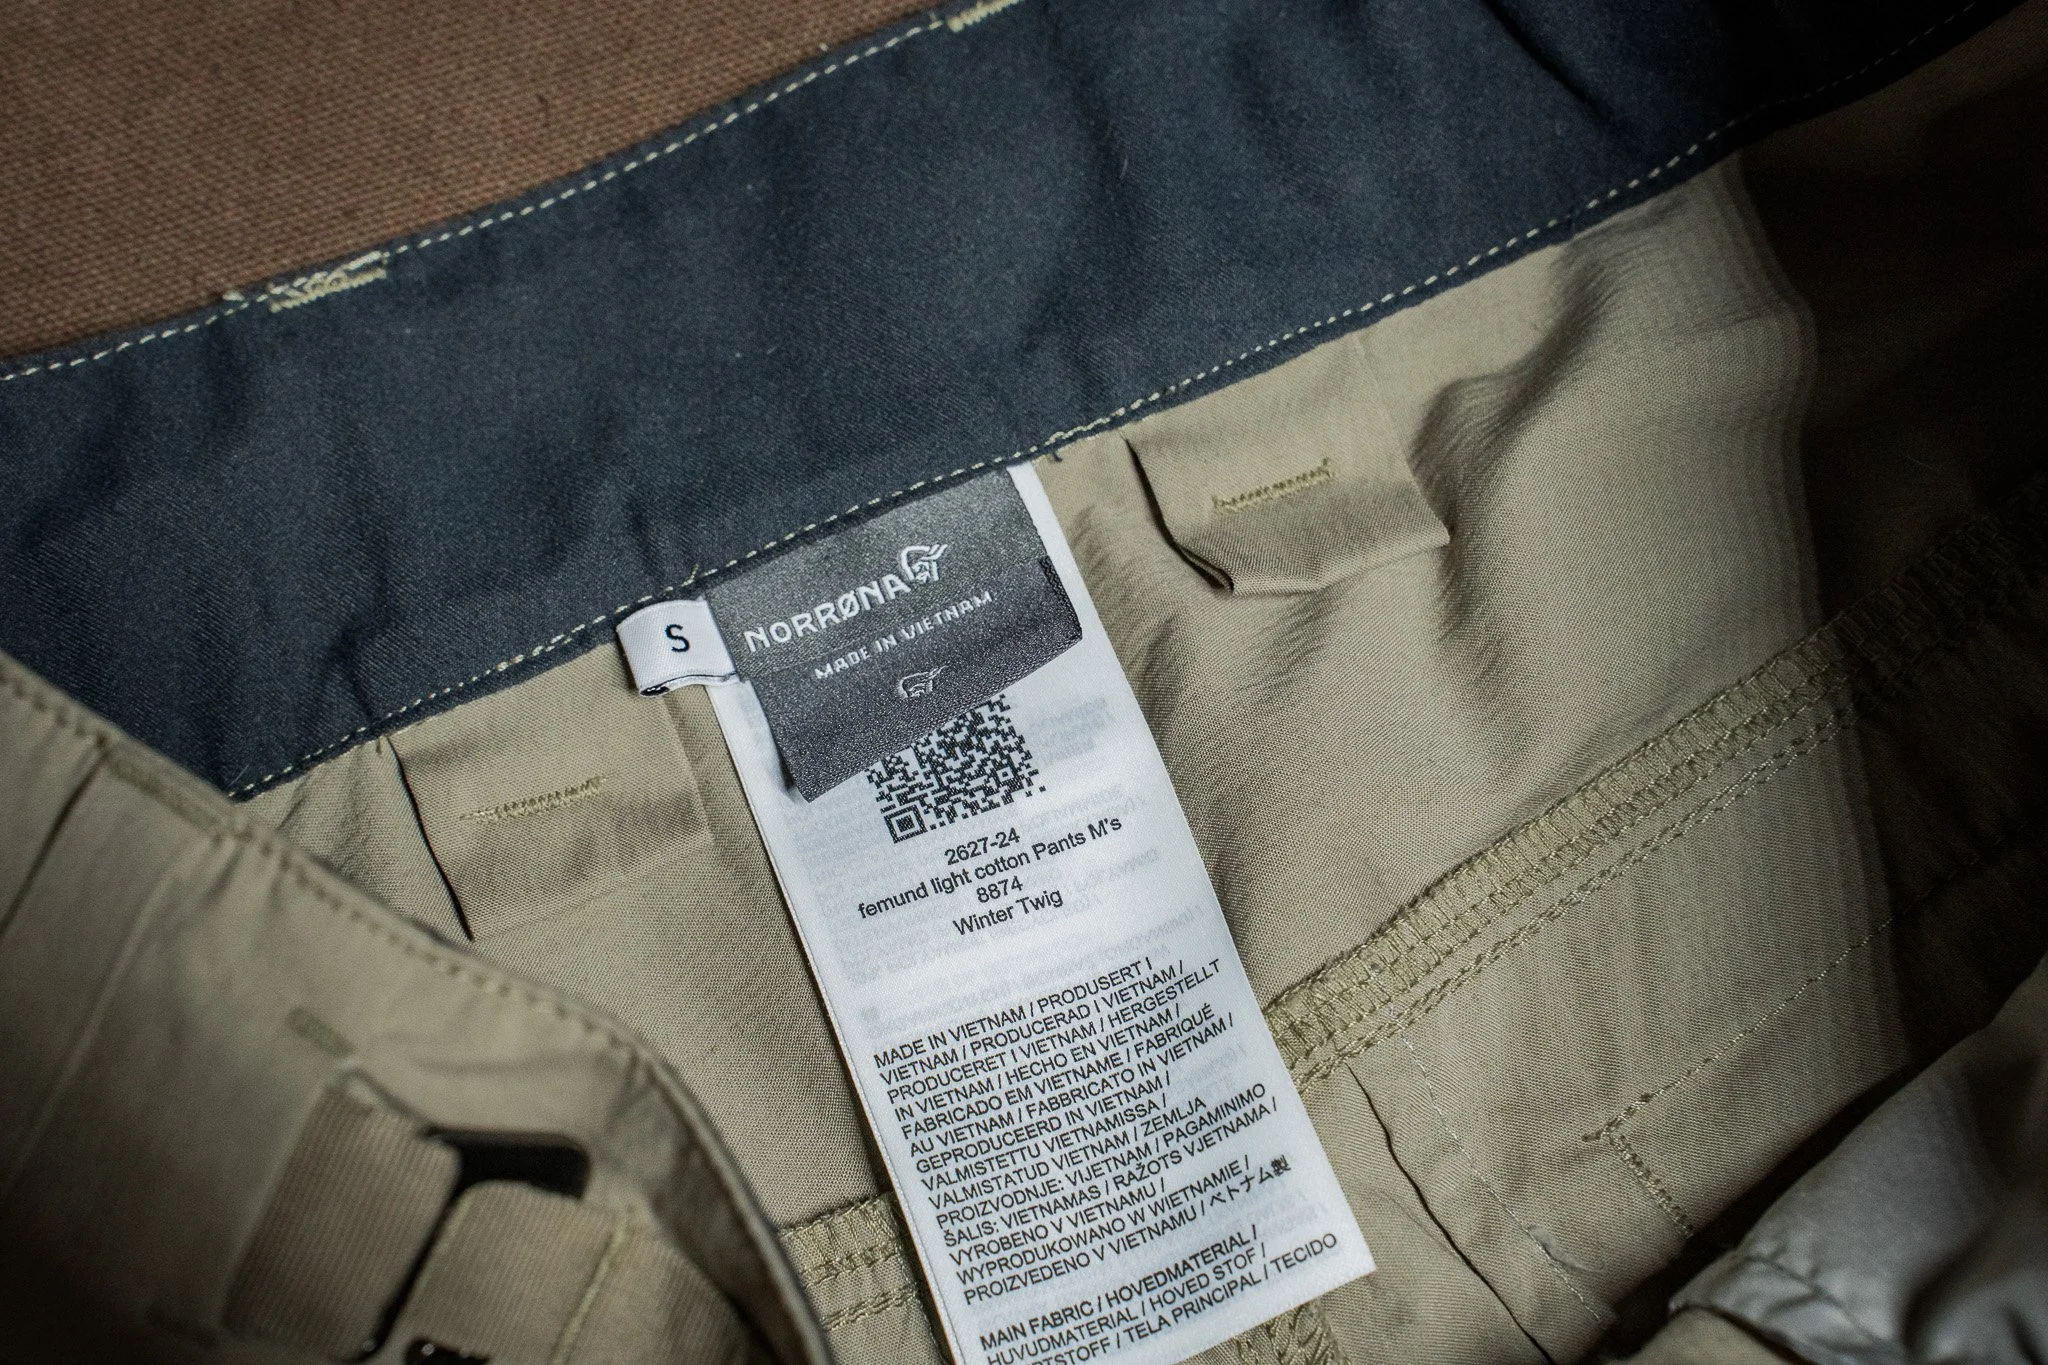 S
NORRØNA
MADE IN VIETNAM
2627-24
femund light cotton Pants M's
8874
Winter Twig
MADE IN VIETNAM / PRODUSERT I
VIETNAM / PRODUCERAD I VIETNAM /
PRODUCERET I VIETNAM / HERGESTELLT
IN VIETNAM / HECHO EN VIETNAM /
FABRICADO EM VIETNAME / FABRIQUÉ
AU VIETNAM / FABBRICATO IN VIETNAM /
GEPRODUCEERD IN VIETNAM /
VALMISTETTU VIETNAMISSA /
VALMISTATUD VIETNAM / ZEMLJA
PROIZVODNJE: VIJETNAM / PAGAMINIMO
ŠALIS: VIETNAMAS / RAŽOTS VJETNAMA /
VYROBENO V VIETNAMU /
WYPRODUKOWANO W WIETNAMIE /
PROIZVEDENO V VIETNAMU / ベトナム製
MAIN FABRIC / HOVEDMATERIAL /
HUVUDMATERIAL / HOVED STOF /
/ TELA PRINCIPAL / TECIDO